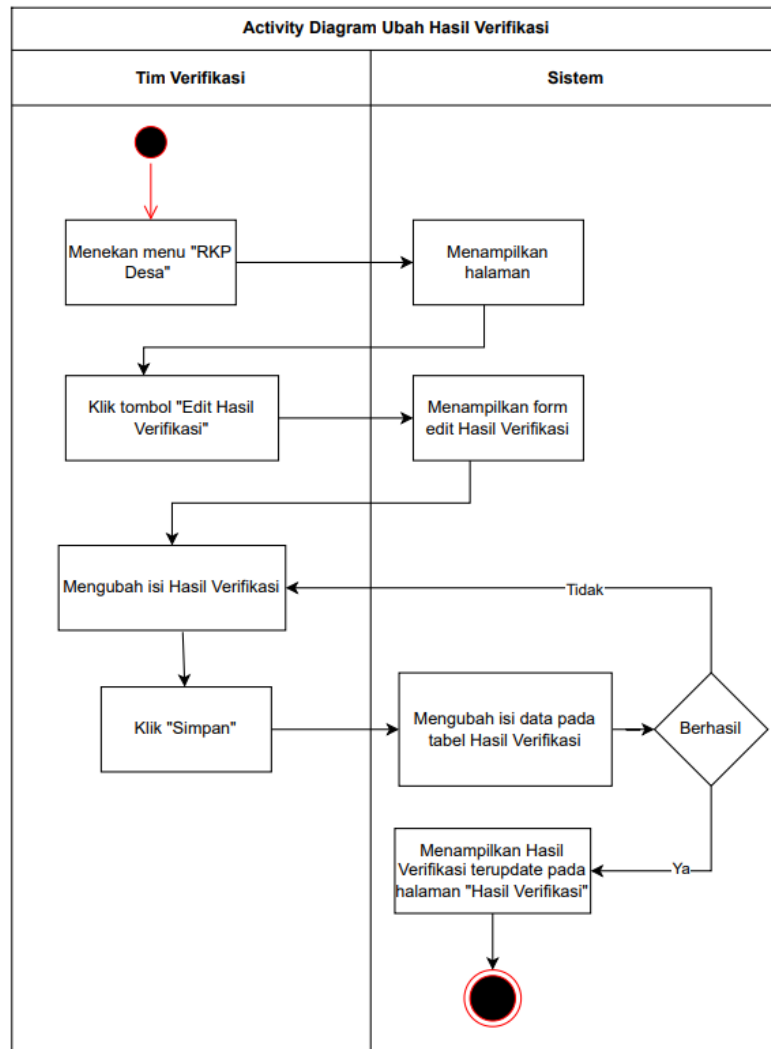 Activity Diagram Ubah Hasil Verifikasi
Tim Verifikasi
Sistem
Menekan menu "RKP
Desa"
Menampilkan
halaman
Klik tombol "Edit Hasil
Verifikasi"
Menampilkan form
edit Hasil Verifikasi
Mengubah isi Hasil Verifikasi
Tidak
Klik "Simpan"
Mengubah isi data pada
tabel Hasil Verifikasi
Berhasil
Menampilkan Hasil
Verifikasi terupdate pada
halaman "Hasil Verifikasi"
Ya